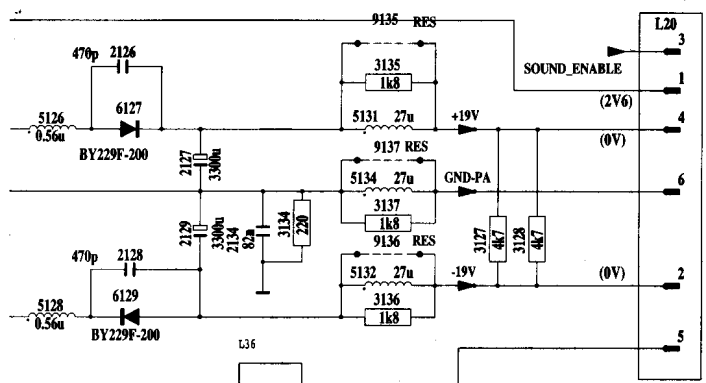 9135 RES
L20
470p 2126
3
3135
SOUND_ENABLE
1k8
1
(2V6)
6127
5126
5131 27u
+19V
4
0.56u
(0V)
BY229F-200
9137 RES
2127
3300u
5134 27u
GND-PA
6
3137
1k8
2129
3300u
2134
82n
3134
220
3127
4k7
3128
4k7
9136 RES
470p 2128
5132 27u
-19V
(0V)
2
6129
5128
3136
0.56u
1k8
BY229F-200
5
L36